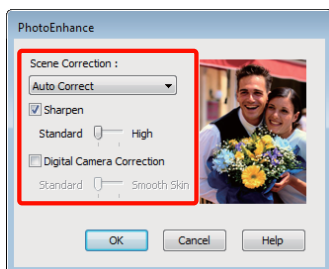 PhotoEnhance
Scene Correction :
Auto Correct
Sharpen
Standard High
Digital Camera Correction
Standard Smooth Skin
OK Cancel Help